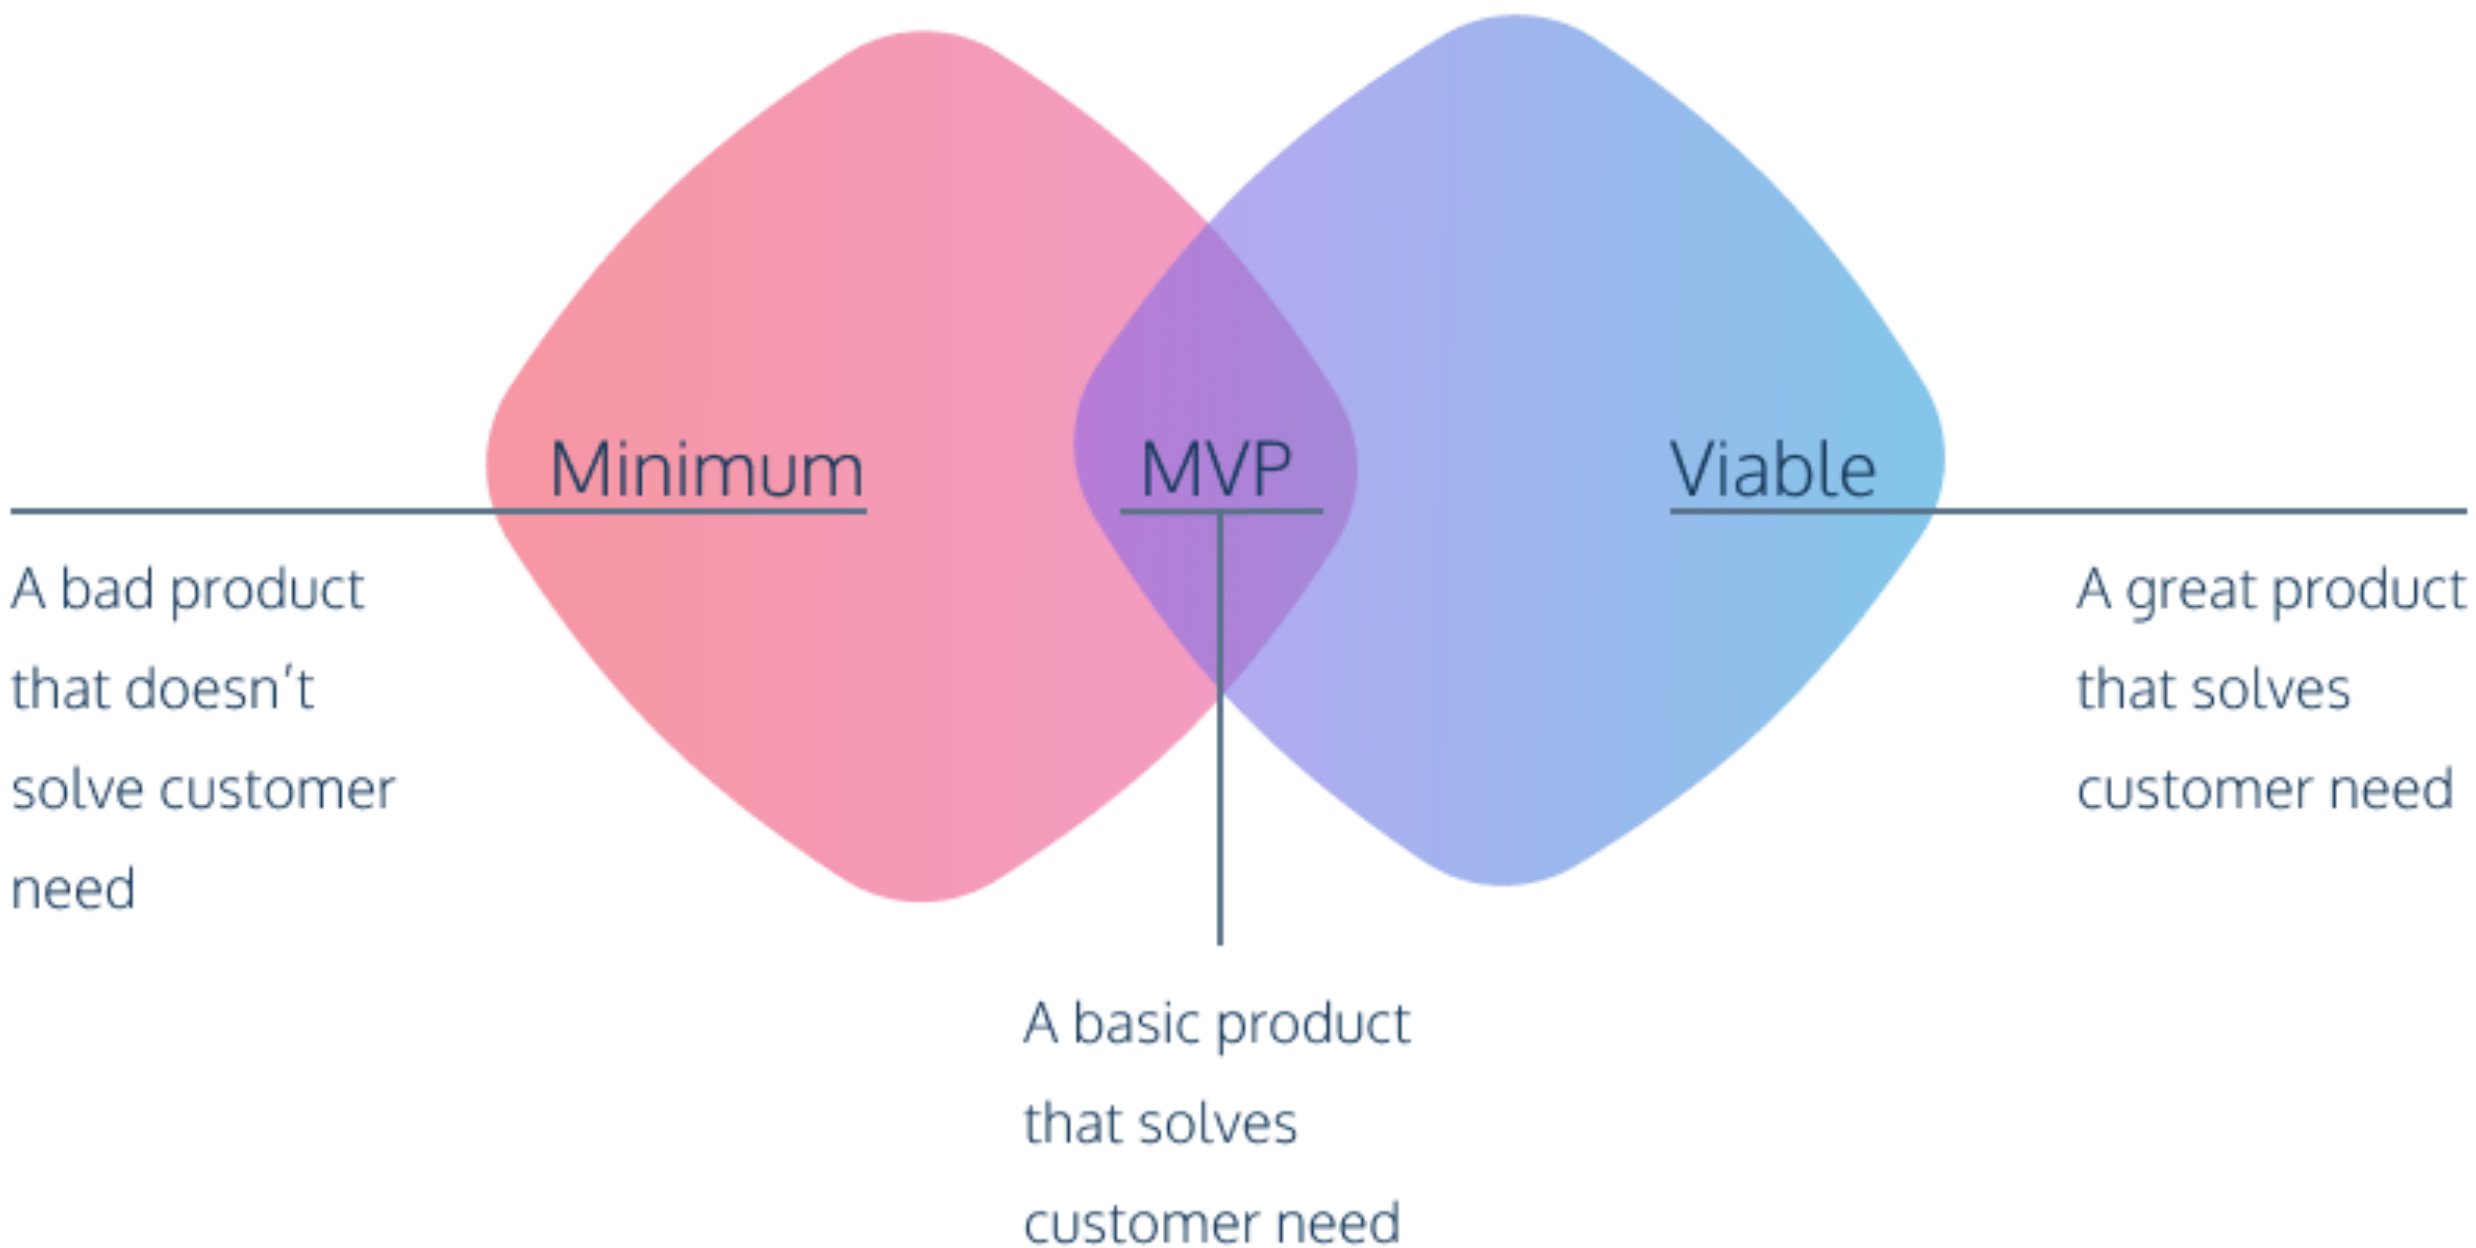 Minimum
MVP
Viable
A bad product
that doesn't
solve customer
need
A great product
that solves
customer need
A basic product
that solves
customer need